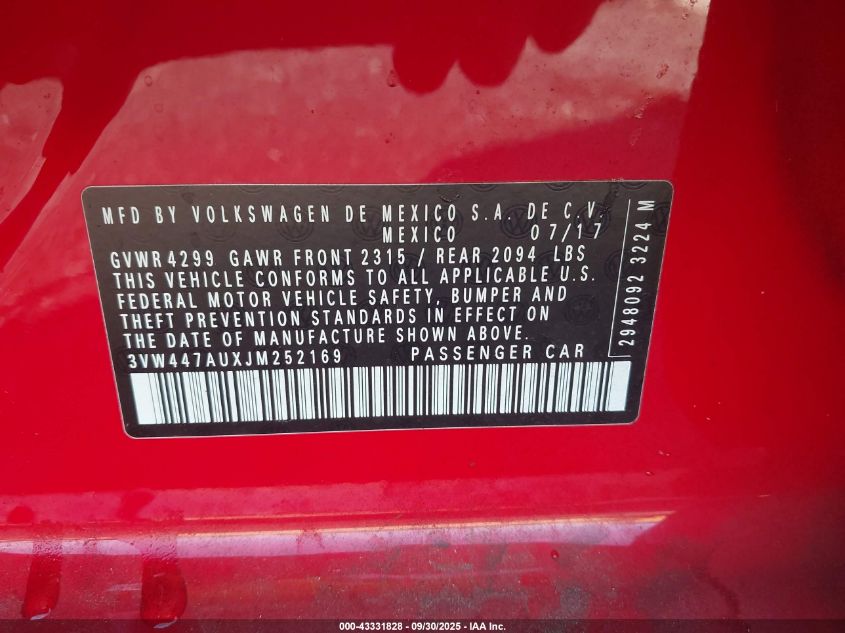 MFD BY VOLKSWAGEN DE MEXICO S.A. DE C.V.
MEXICO 07/17
GVWR 4299 GAWR FRONT 2315 / REAR 2094 LBS
THIS VEHICLE CONFORMS TO ALL APPLICABLE U.S.
FEDERAL MOTOR VEHICLE SAFETY, BUMPER AND
THEFT PREVENTION STANDARDS IN EFFECT ON
THE DATE OF MANUFACTURE SHOWN ABOVE.
3VW447AUXJM252169 PASSENGER CAR
2948092 3224 M
000-43331828 - 09/30/2025 - IAA Inc.